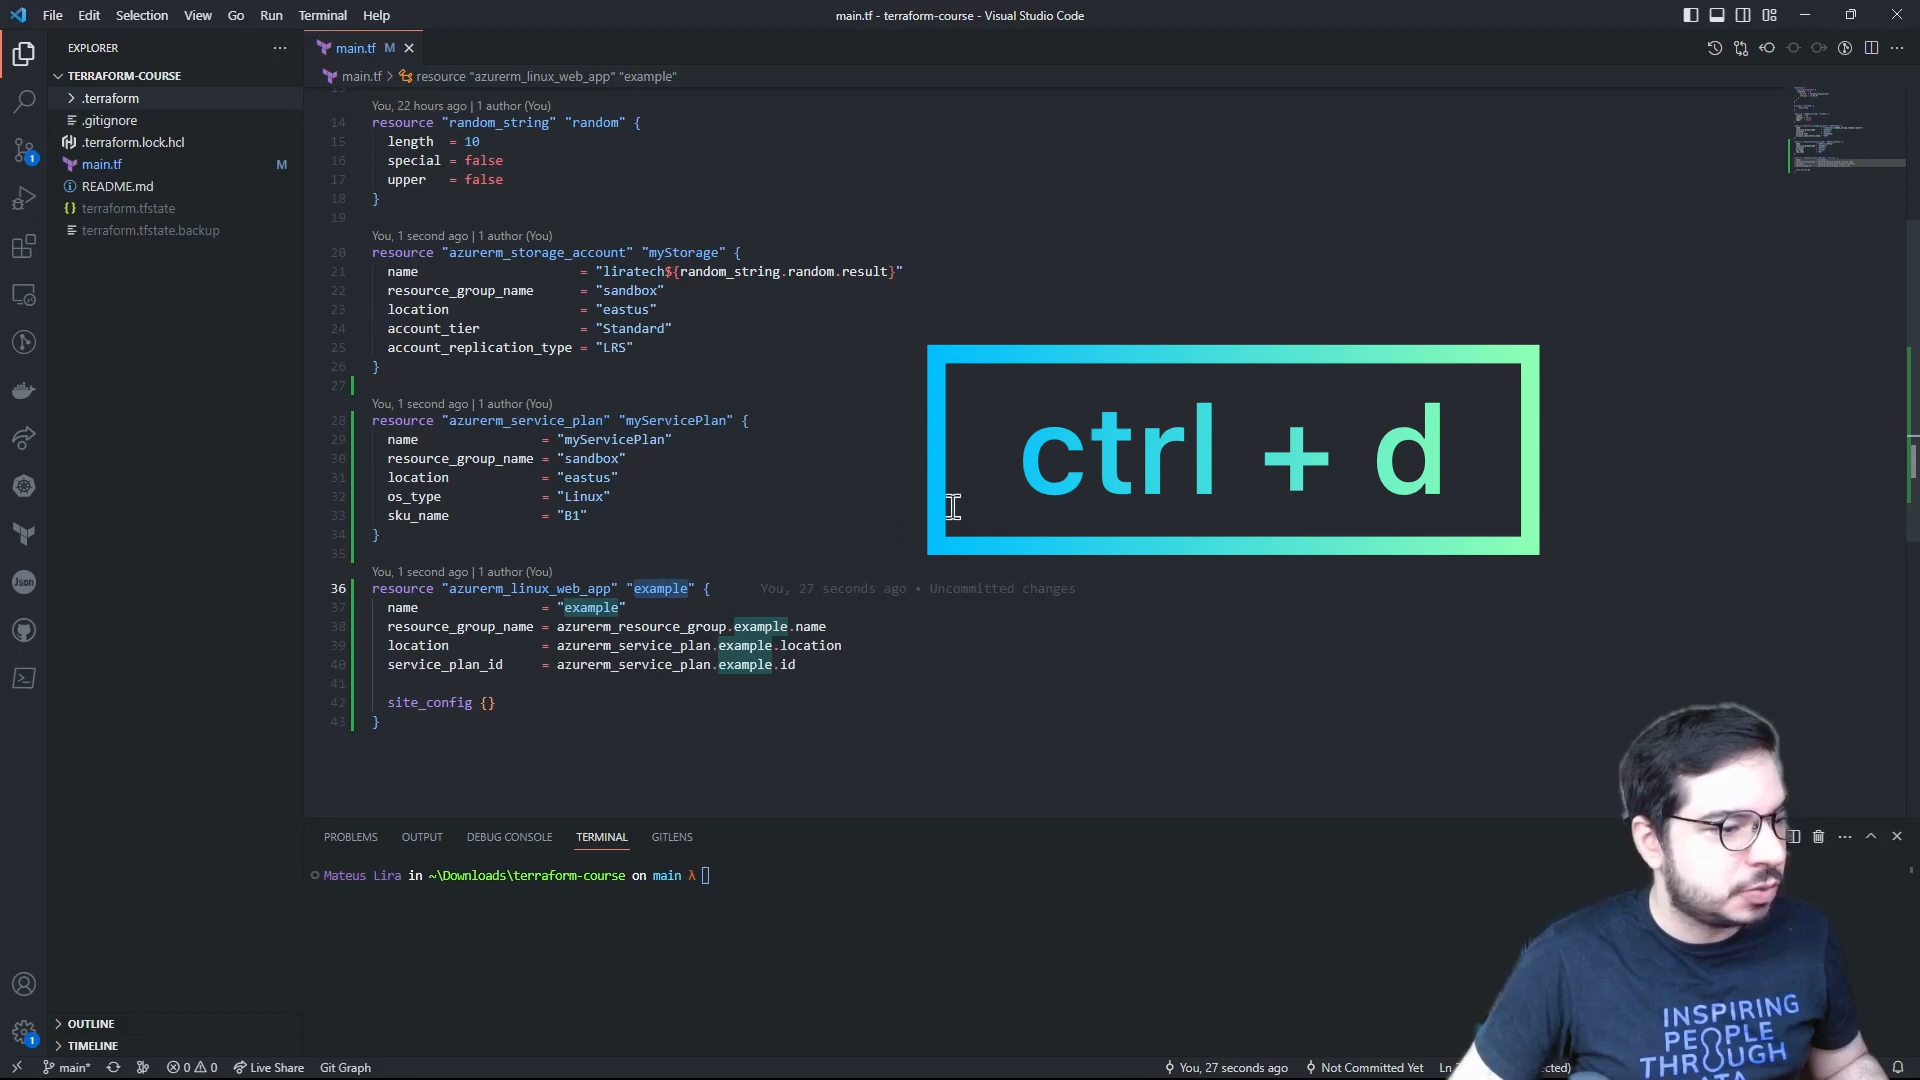 File Edit Selection View Go Run Terminal Help
main.tf - terraform-course - Visual Studio Code
EXPLORER
TERRAFORM-COURSE
.terraform
.gitignore
.terraform.lock.hcl
main.tf M
README.md
terraform.tfstate
terraform.tfstate.backup
OUTLINE
TIMELINE
main.tf M
main.tf > resource "azurerm_linux_web_app" "example"
13
You, 22 hours ago | 1 author (You)
14 resource "random_string" "random" {
15 length = 10
16 special = false
17 upper = false
18 }
19
You, 1 second ago | 1 author (You)
20 resource "azurerm_storage_account" "myStorage" {
21 name = "liratech${random_string.random.result}"
22 resource_group_name = "sandbox"
23 location = "eastus"
24 account_tier = "Standard"
25 account_replication_type = "LRS"
26 }
27
You, 1 second ago | 1 author (You)
28 resource "azurerm_service_plan" "myServicePlan" {
29 name = "myServicePlan"
30 resource_group_name = "sandbox"
31 location = "eastus"
32 os_type = "Linux"
33 sku_name = "B1"
34 }
35
You, 1 second ago | 1 author (You)
36 resource "azurerm_linux_web_app" "example" { You, 27 seconds ago • Uncommitted changes
37 name = "example"
38 resource_group_name = azurerm_resource_group.example.name
39 location = azurerm_service_plan.example.location
40 service_plan_id = azurerm_service_plan.example.id
41
42 site_config {}
43 }
ctrl + d
PROBLEMS OUTPUT DEBUG CONSOLE TERMINAL GITLENS
Mateus Lira in ~\Downloads\terraform-course on main λ
1
Json
1
INSPIRING
PEOPLE
THROUGH
main* 0 0 Live Share Git Graph You, 27 seconds ago Not Committed Yet